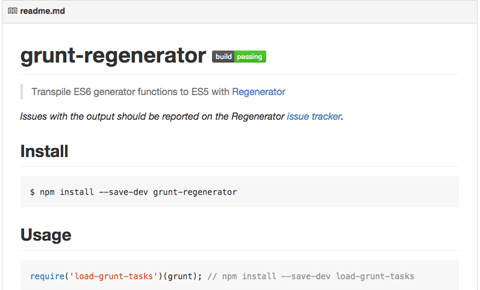 readme.md
grunt-regenerator build passing
Transpile ES6 generator functions to ES5 with Regenerator
Issues with the output should be reported on the Regenerator issue tracker.
Install
$ npm install --save-dev grunt-regenerator
Usage
require('load-grunt-tasks')(grunt); // npm install --save-dev load-grunt-tasks